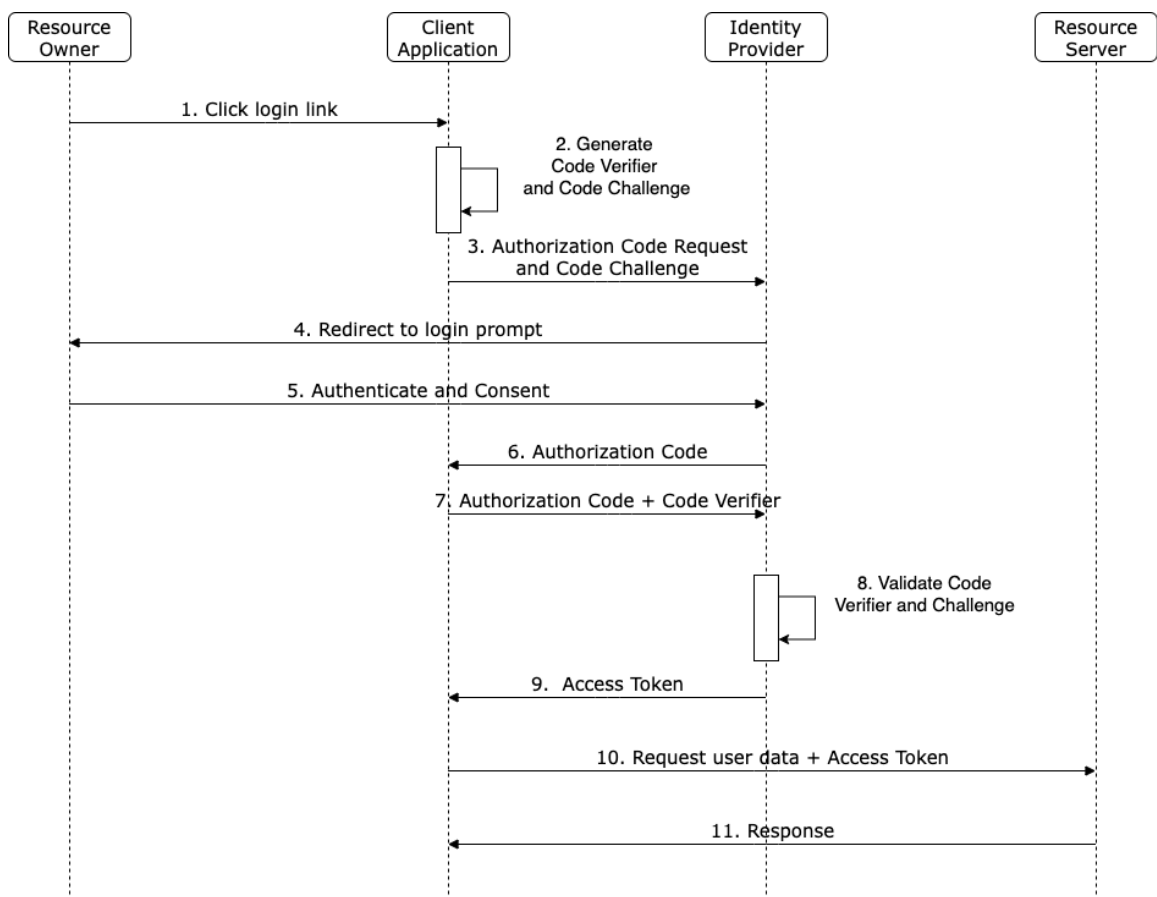 Resource
Owner
Client
Application
Identity
Provider
Resource
Server
1. Click login link
2. Generate
Code Verifier
and Code Challenge
3. Authorization Code Request
and Code Challenge
4. Redirect to login prompt
5. Authenticate and Consent
6. Authorization Code
7. Authorization Code + Code Verifier
8. Validate Code
Verifier and Challenge
9. Access Token
10. Request user data + Access Token
11. Response